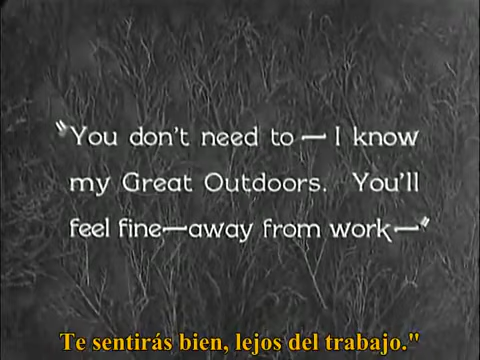 "You don't need to — I know
my Great Outdoors. You'll
feel fine—away from work—"
Te sentirás bien, lejos del trabajo."